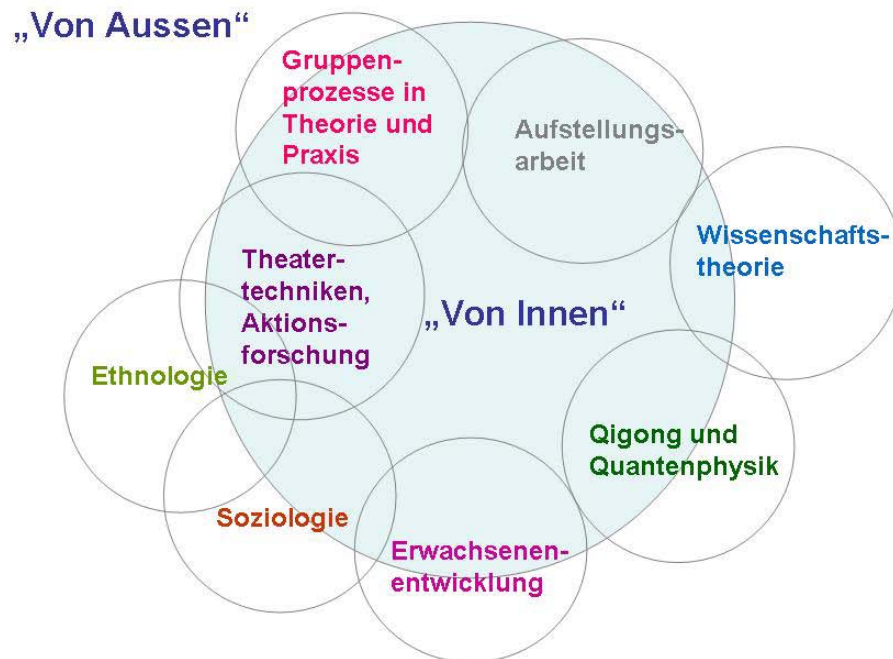 „Von Aussen“
Gruppen-
prozesse in
Theorie und
Praxis
Aufstellungs-
arbeit
Wissenschafts-
theorie
Theater-
techniken,
Aktions-
forschung
„Von Innen“
Ethnologie
Qigong und
Quantenphysik
Soziologie
Erwachsenen-
entwicklung